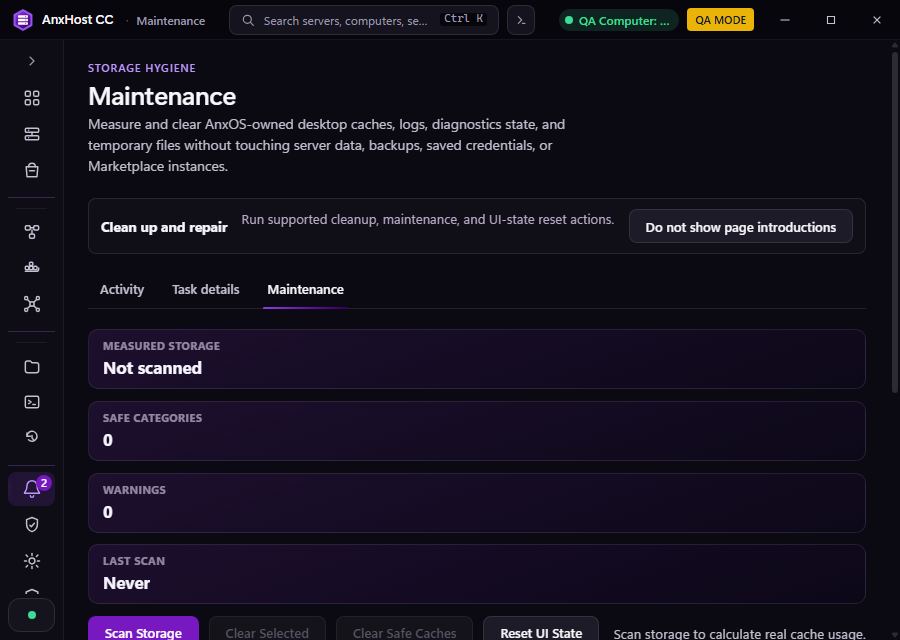 AnxHost CC · Maintenance
Search servers, computers, se... Ctrl K
QA Computer: ...
QA MODE
STORAGE HYGIENE
Maintenance
Measure and clear AnxOS-owned desktop caches, logs, diagnostics state, and
temporary files without touching server data, backups, saved credentials, or
Marketplace instances.
Clean up and repair
Run supported cleanup, maintenance, and UI-state reset actions.
Do not show page introductions
Activity
Task details
Maintenance
MEASURED STORAGE
Not scanned
SAFE CATEGORIES
0
WARNINGS
0
2
LAST SCAN
Never
Scan Storage
Clear Selected
Clear Safe Caches
Reset UI State
Scan storage to calculate real cache usage.